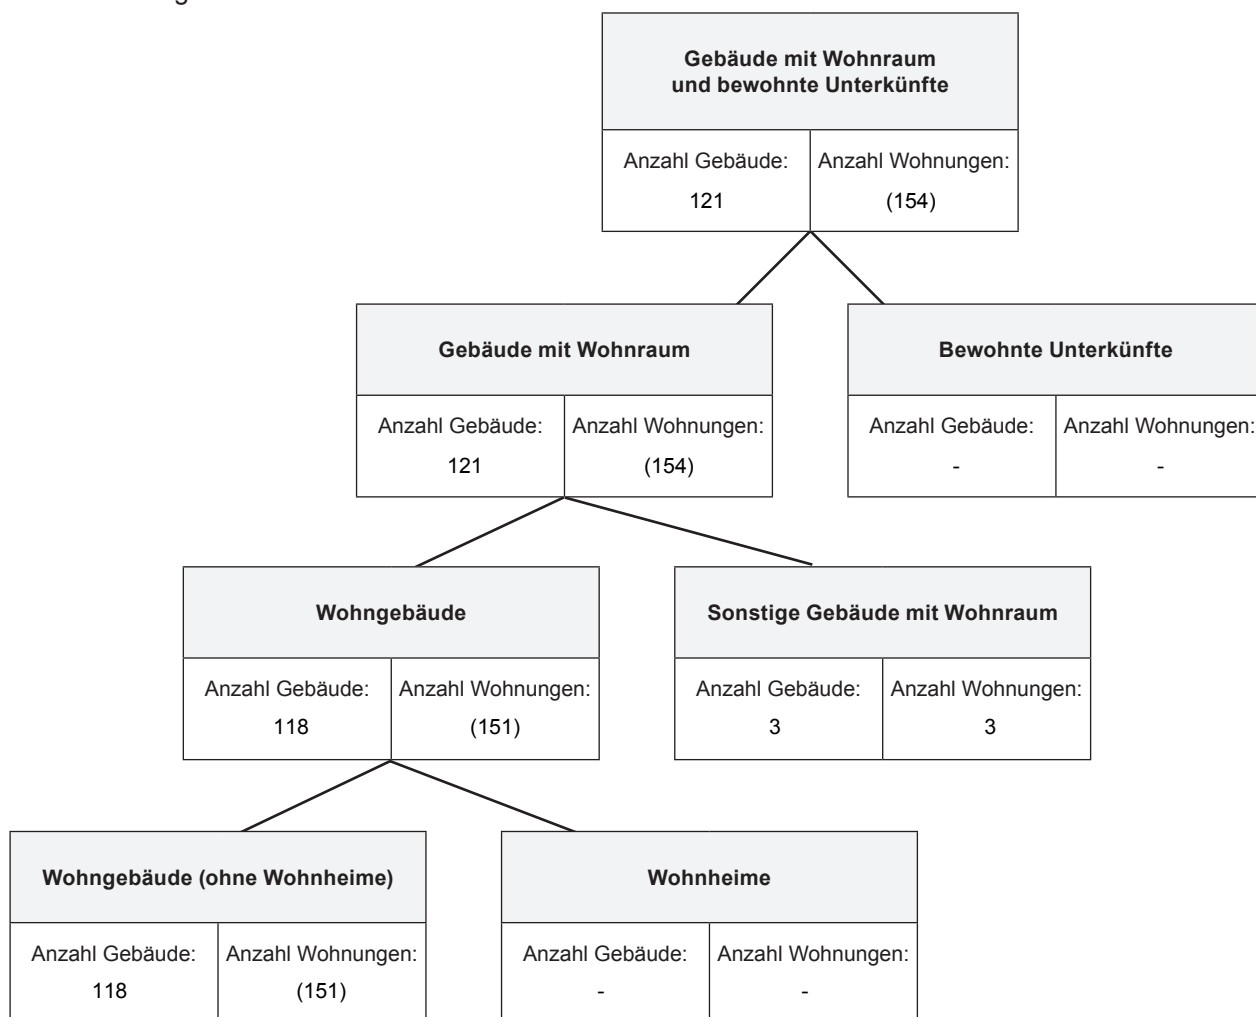 Gebäude mit Wohnraum
und bewohnte Unterkünfte
Anzahl Gebäude: Anzahl Wohnungen:
121 (154)
Gebäude mit Wohnraum Bewohnte Unterkünfte
Anzahl Gebäude: Anzahl Wohnungen: Anzahl Gebäude: Anzahl Wohnungen:
121 (154) - -
Wohngebäude Sonstige Gebäude mit Wohnraum
Anzahl Gebäude: Anzahl Wohnungen: Anzahl Gebäude: Anzahl Wohnungen:
118 (151) 3 3
Wohngebäude (ohne Wohnheime) Wohnheime
Anzahl Gebäude: Anzahl Wohnungen: Anzahl Gebäude: Anzahl Wohnungen:
118 (151) - -